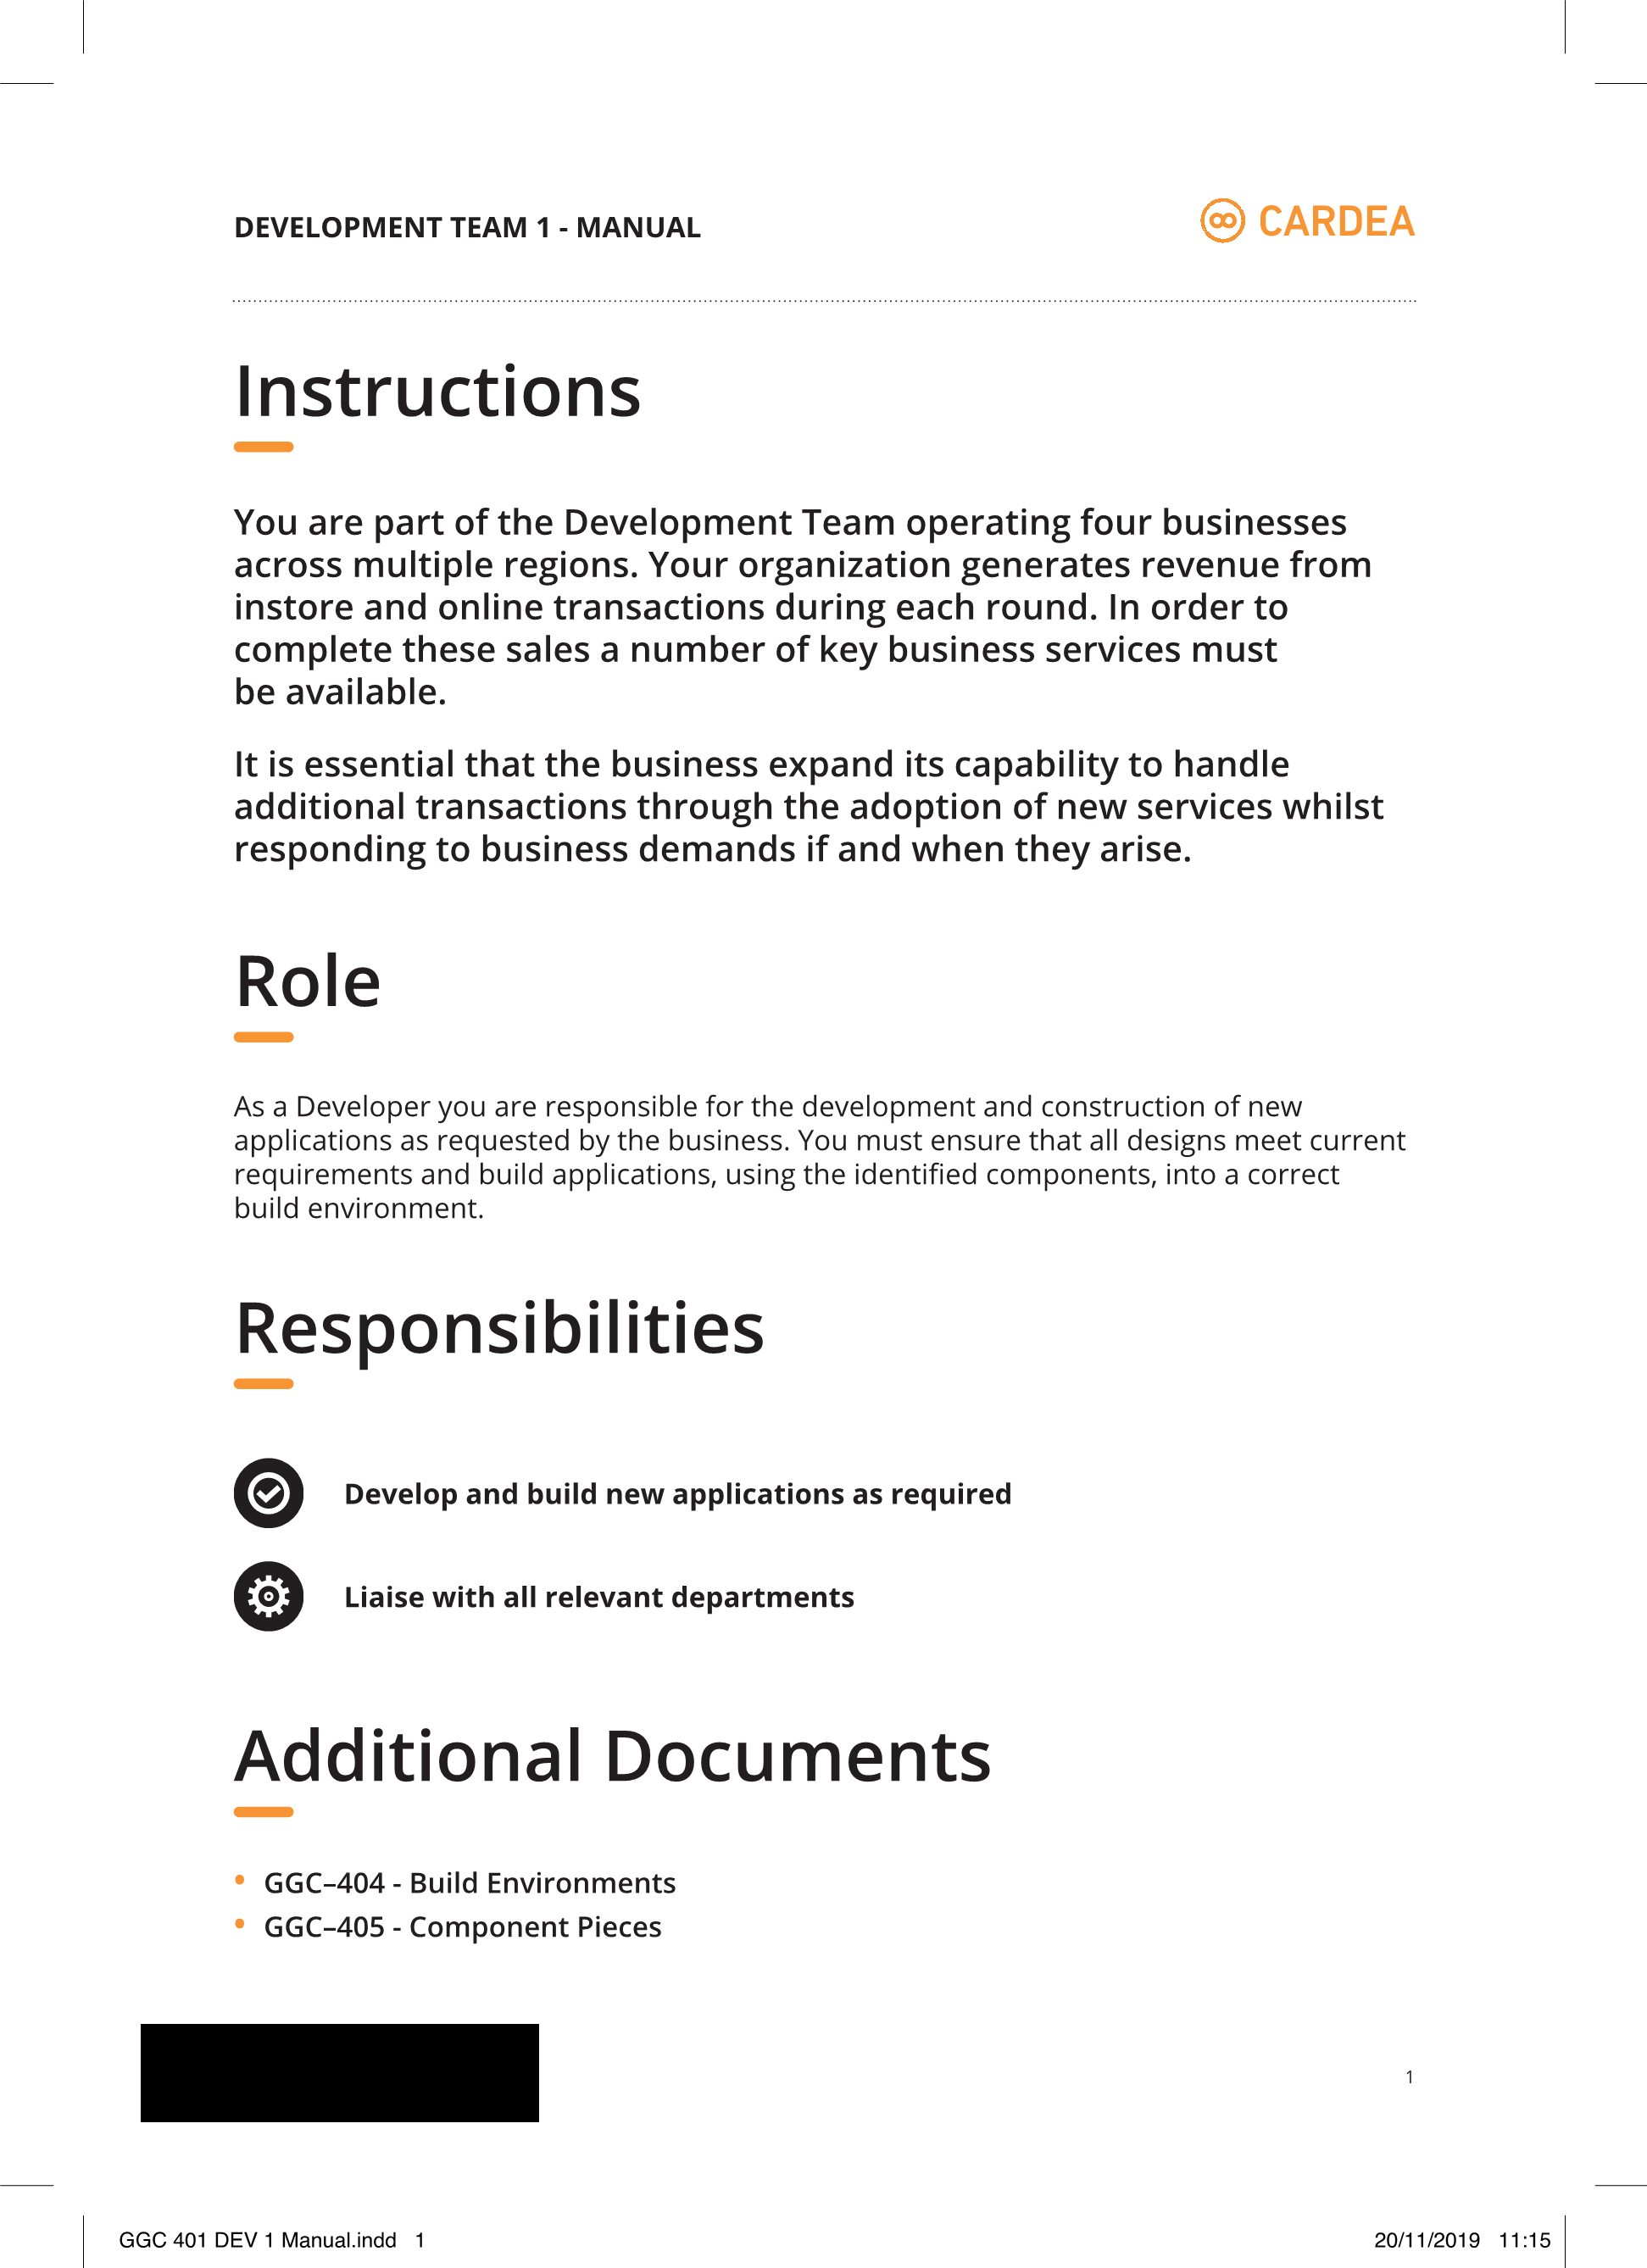 DEVELOPMENT TEAM 1 - MANUAL
CARDEA
Instructions
You are part of the Development Team operating four businesses
across multiple regions. Your organization generates revenue from
instore and online transactions during each round. In order to
complete these sales a number of key business services must
be available.
It is essential that the business expand its capability to handle
additional transactions through the adoption of new services whilst
responding to business demands if and when they arise.
Role
As a Developer you are responsible for the development and construction of new
applications as requested by the business. You must ensure that all designs meet current
requirements and build applications, using the identified components, into a correct
build environment.
Responsibilities
Develop and build new applications as required
Liaise with all relevant departments
Additional Documents
• GGC–404 - Build Environments
• GGC–405 - Component Pieces
1
GGC 401 DEV 1 Manual.indd 1
20/11/2019 11:15